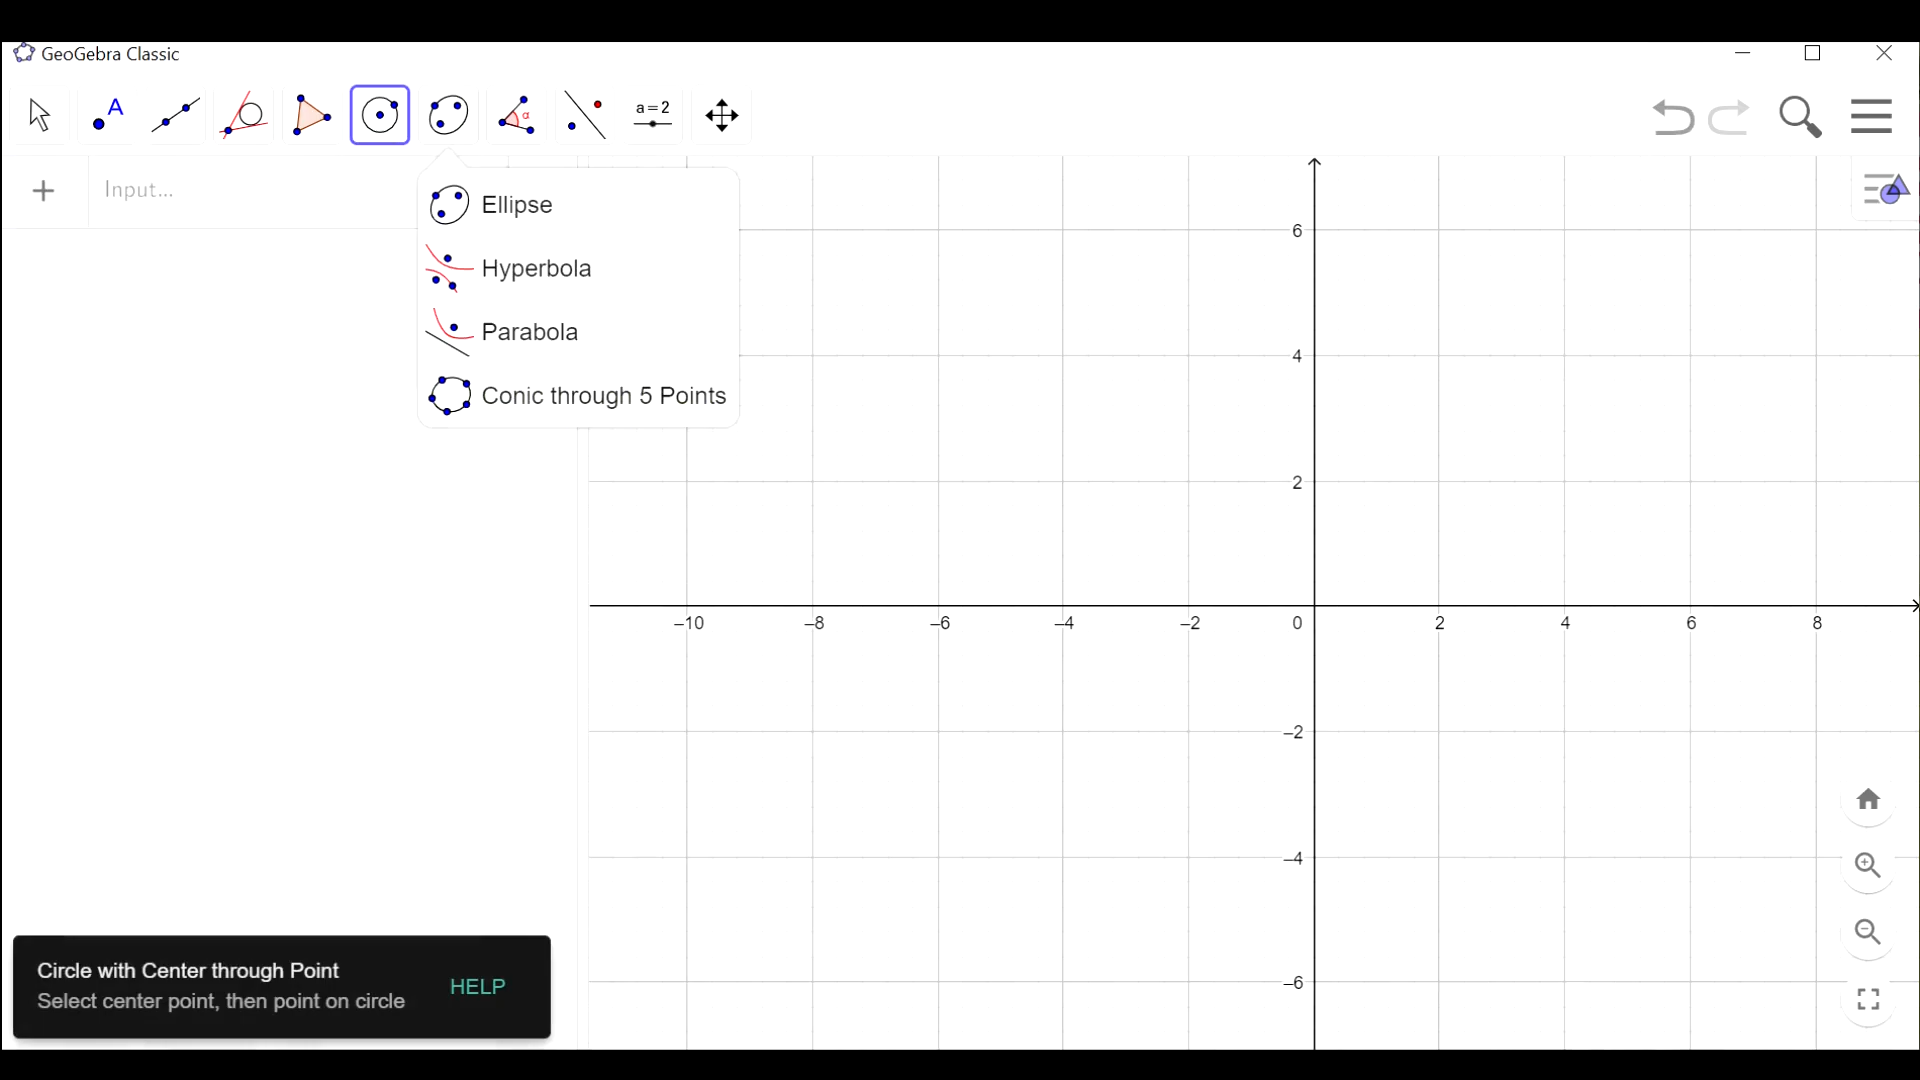 GeoGebra Classic
A
α
a=2
Input...
Ellipse
Hyperbola
Parabola
Conic through 5 Points
6
4
2
–10 –8 –6 –4 –2 0 2 4 6 8
–2
–4
–6
Circle with Center through Point
Select center point, then point on circle
HELP